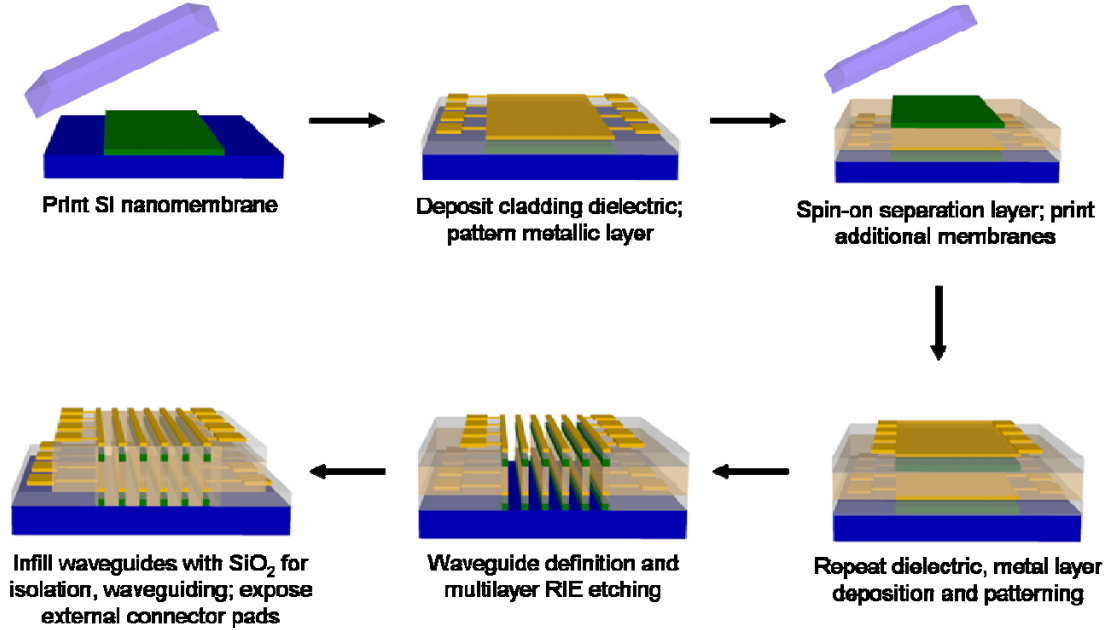 Print Si nanomembrane
Deposit cladding dielectric;
pattern metallic layer
Spin-on separation layer; print
additional membranes
Repeat dielectric, metal layer
deposition and patterning
Waveguide definition and
multilayer RIE etching
Infill waveguides with SiO₂ for
isolation, waveguiding; expose
external connector pads